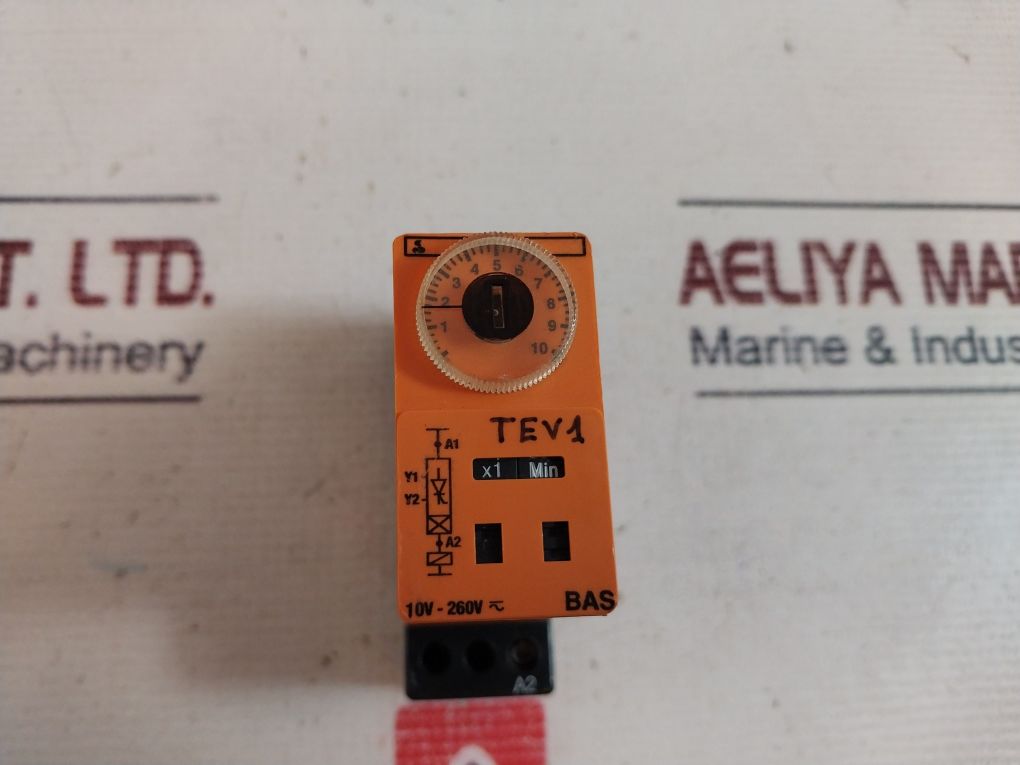 T. LTD.
achinery
AELIYA MAR
Marine & Indus
1 2 3 4 5 6 7 8 9 10
TEV1
A1
x1 Min
Y1
Y2
A2
10V - 260V
BAS
A2